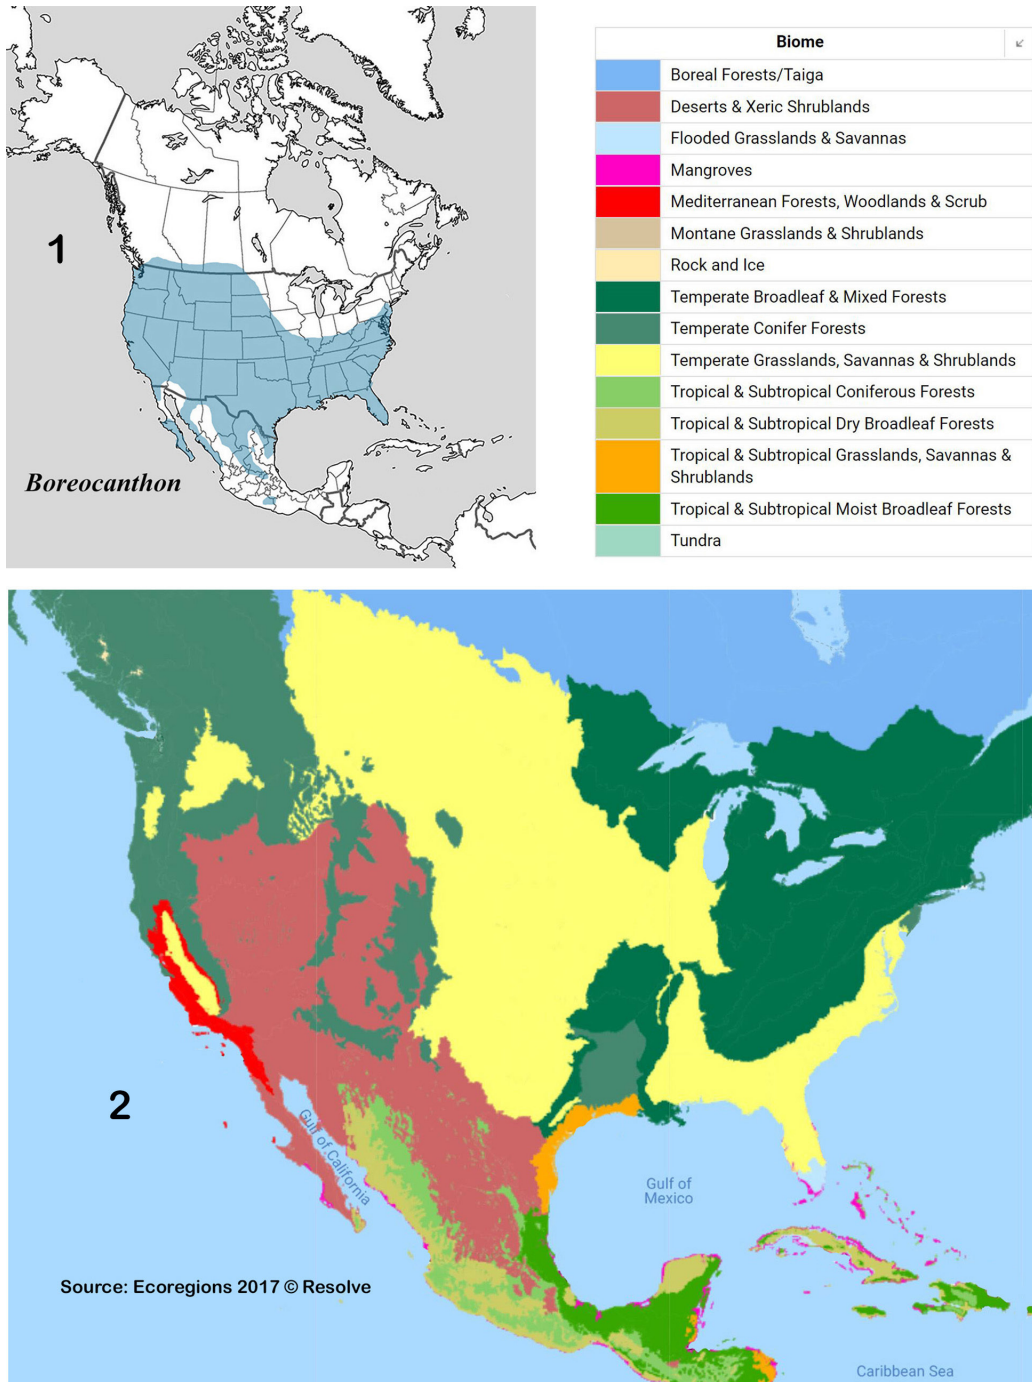 1
Boreocanthon
Biome
Boreal Forests/Taiga
Deserts & Xeric Shrublands
Flooded Grasslands & Savannas
Mangroves
Mediterranean Forests, Woodlands & Scrub
Montane Grasslands & Shrublands
Rock and Ice
Temperate Broadleaf & Mixed Forests
Temperate Conifer Forests
Temperate Grasslands, Savannas & Shrublands
Tropical & Subtropical Coniferous Forests
Tropical & Subtropical Dry Broadleaf Forests
Tropical & Subtropical Grasslands, Savannas &
Shrublands
Tropical & Subtropical Moist Broadleaf Forests
Tundra
2
Gulf of California
Gulf of
Mexico
Source: Ecoregions 2017 © Resolve
Caribbean Sea